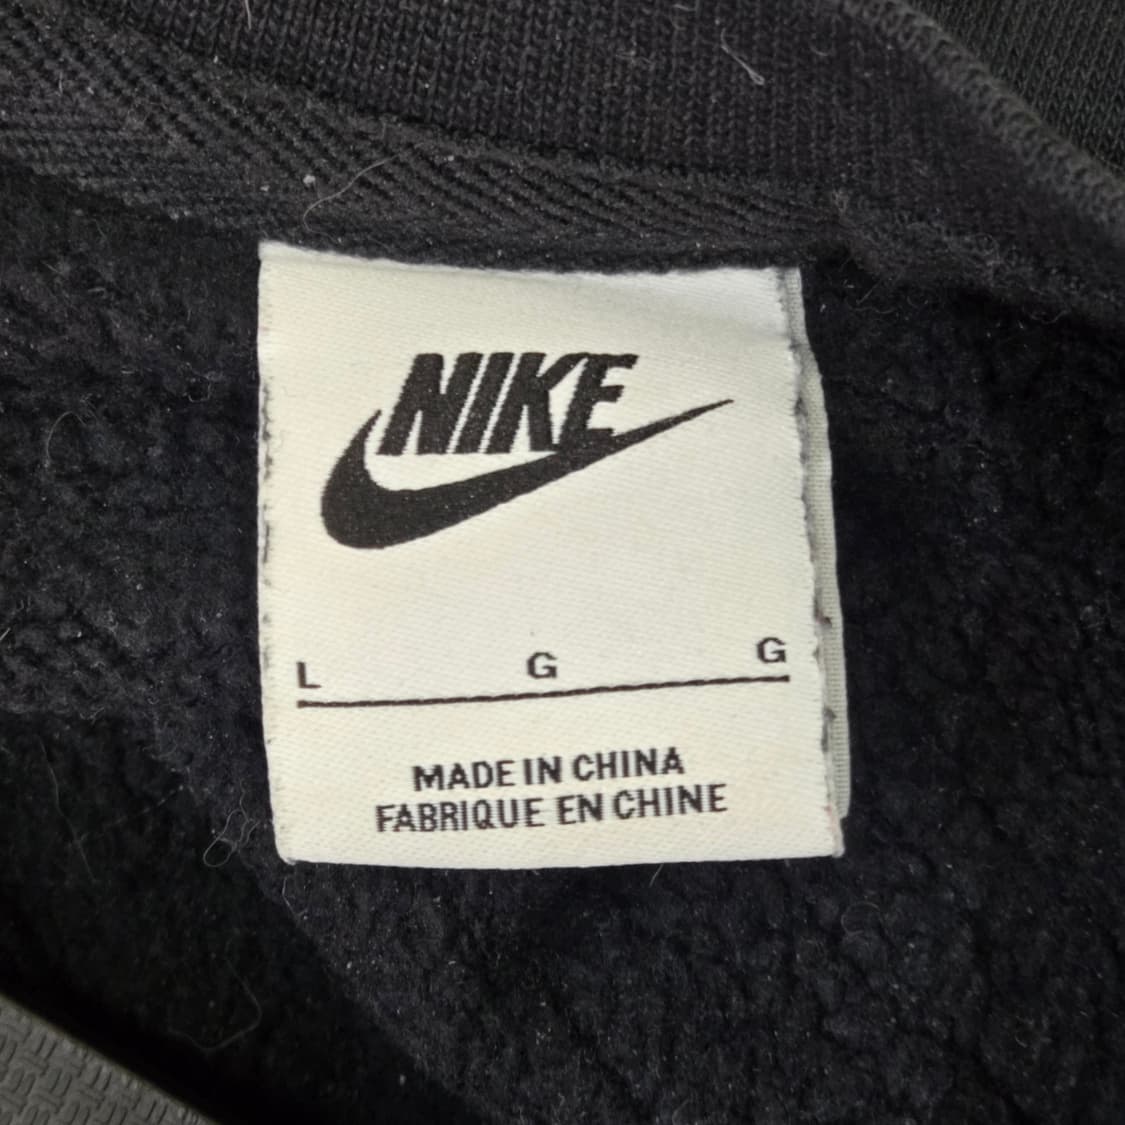 NIKE
L G G
MADE IN CHINA
FABRIQUE EN CHINE